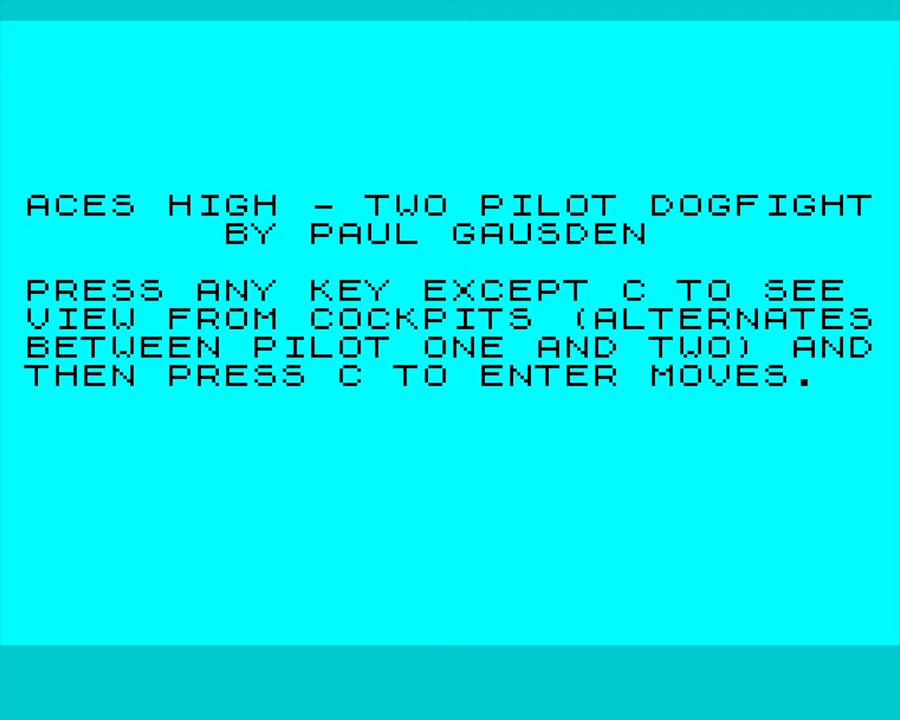 ACES HIGH - TWO PILOT DOGFIGHT
BY PAUL GAUSDEN
PRESS ANY KEY EXCEPT C TO SEE
VIEW FROM COCKPITS (ALTERNATES
BETWEEN PILOT ONE AND TWO) AND
THEN PRESS C TO ENTER MOVES.